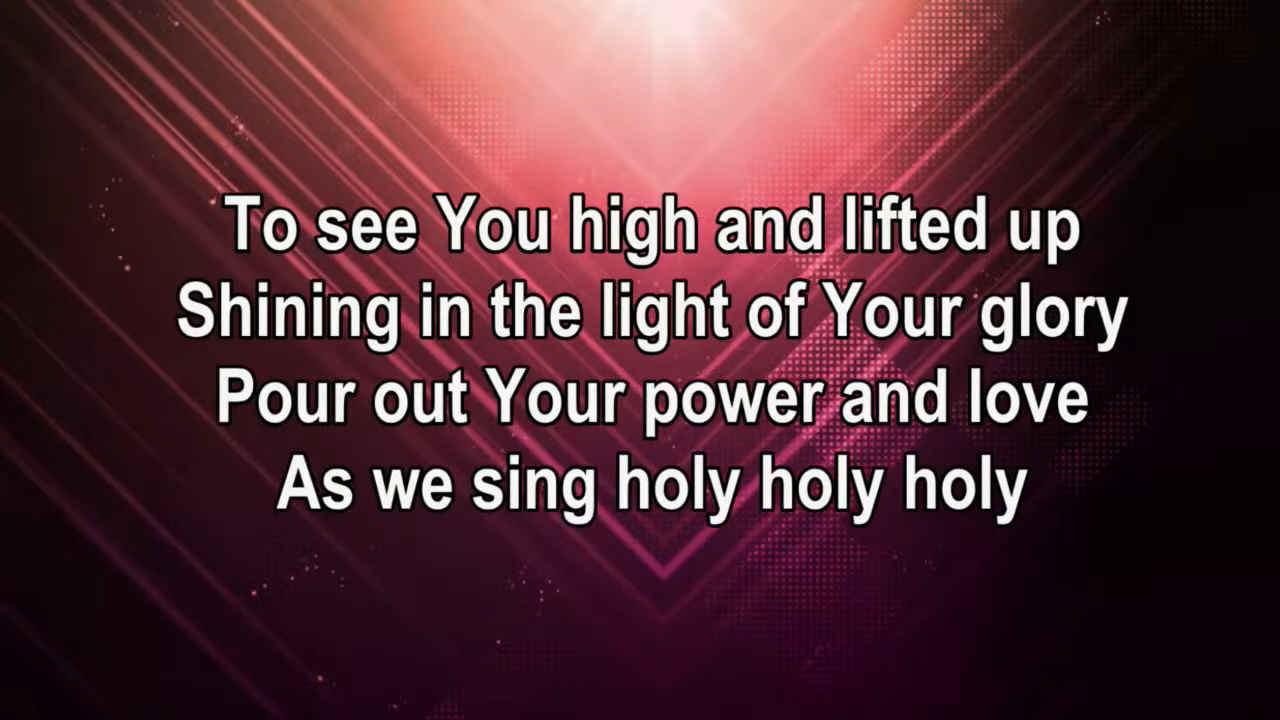 To see You high and lifted up
Shining in the light of Your glory
Pour out Your power and love
As we sing holy holy holy